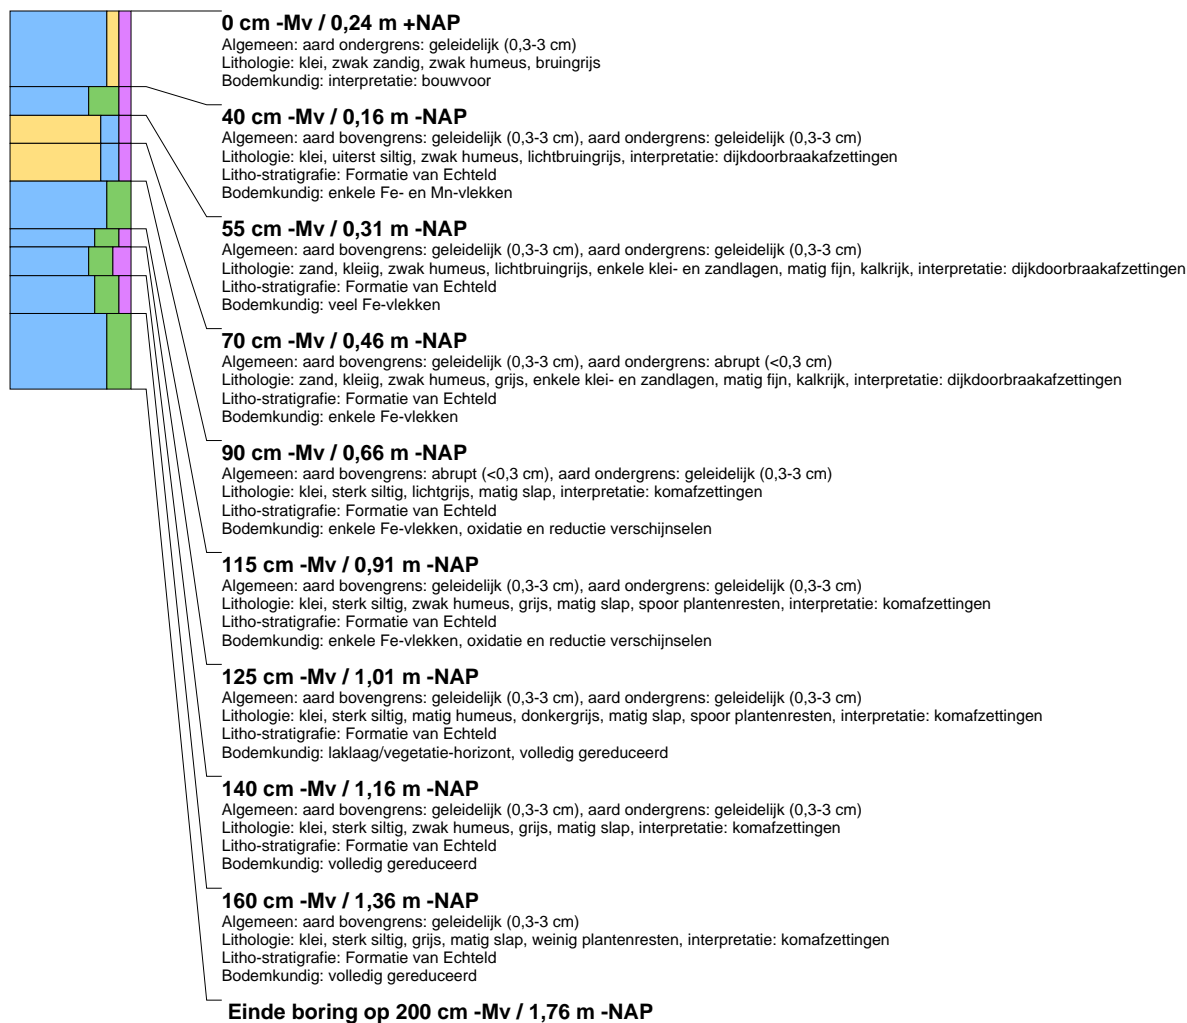 0 cm -Mv / 0,24 m +NAP
Algemeen: aard ondergrens: geleidelijk (0,3-3 cm)
Lithologie: klei, zwak zandig, zwak humeus, bruingrijs
Bodemkundig: interpretatie: bouwvoor
40 cm -Mv / 0,16 m -NAP
Algemeen: aard bovengrens: geleidelijk (0,3-3 cm), aard ondergrens: geleidelijk (0,3-3 cm)
Lithologie: klei, uiterst siltig, zwak humeus, lichtbruingrijs, interpretatie: dijkdoorbraakafzettingen
Litho-stratigrafie: Formatie van Echteld
Bodemkundig: enkele Fe- en Mn-vlekken
55 cm -Mv / 0,31 m -NAP
Algemeen: aard bovengrens: geleidelijk (0,3-3 cm), aard ondergrens: geleidelijk (0,3-3 cm)
Lithologie: zand, kleiig, zwak humeus, lichtbruingrijs, enkele klei- en zandlagen, matig fijn, kalkrijk, interpretatie: dijkdoorbraakafzettingen
Litho-stratigrafie: Formatie van Echteld
Bodemkundig: veel Fe-vlekken
70 cm -Mv / 0,46 m -NAP
Algemeen: aard bovengrens: geleidelijk (0,3-3 cm), aard ondergrens: abrupt (<0,3 cm)
Lithologie: zand, kleiig, zwak humeus, grijs, enkele klei- en zandlagen, matig fijn, kalkrijk, interpretatie: dijkdoorbraakafzettingen
Litho-stratigrafie: Formatie van Echteld
Bodemkundig: enkele Fe-vlekken
90 cm -Mv / 0,66 m -NAP
Algemeen: aard bovengrens: abrupt (<0,3 cm), aard ondergrens: geleidelijk (0,3-3 cm)
Lithologie: klei, sterk siltig, lichtgrijs, matig slap, interpretatie: komafzettingen
Litho-stratigrafie: Formatie van Echteld
Bodemkundig: enkele Fe-vlekken, oxidatie en reductie verschijnselen
115 cm -Mv / 0,91 m -NAP
Algemeen: aard bovengrens: geleidelijk (0,3-3 cm), aard ondergrens: geleidelijk (0,3-3 cm)
Lithologie: klei, sterk siltig, zwak humeus, grijs, matig slap, spoor plantenresten, interpretatie: komafzettingen
Litho-stratigrafie: Formatie van Echteld
Bodemkundig: enkele Fe-vlekken, oxidatie en reductie verschijnselen
125 cm -Mv / 1,01 m -NAP
Algemeen: aard bovengrens: geleidelijk (0,3-3 cm), aard ondergrens: geleidelijk (0,3-3 cm)
Lithologie: klei, sterk siltig, matig humeus, donkergrijs, matig slap, spoor plantenresten, interpretatie: komafzettingen
Litho-stratigrafie: Formatie van Echteld
Bodemkundig: laklaag/vegetatie-horizont, volledig gereduceerd
140 cm -Mv / 1,16 m -NAP
Algemeen: aard bovengrens: geleidelijk (0,3-3 cm), aard ondergrens: geleidelijk (0,3-3 cm)
Lithologie: klei, sterk siltig, zwak humeus, grijs, matig slap, interpretatie: komafzettingen
Litho-stratigrafie: Formatie van Echteld
Bodemkundig: volledig gereduceerd
160 cm -Mv / 1,36 m -NAP
Algemeen: aard bovengrens: geleidelijk (0,3-3 cm)
Lithologie: klei, sterk siltig, grijs, matig slap, weinig plantenresten, interpretatie: komafzettingen
Litho-stratigrafie: Formatie van Echteld
Bodemkundig: volledig gereduceerd
Einde boring op 200 cm -Mv / 1,76 m -NAP